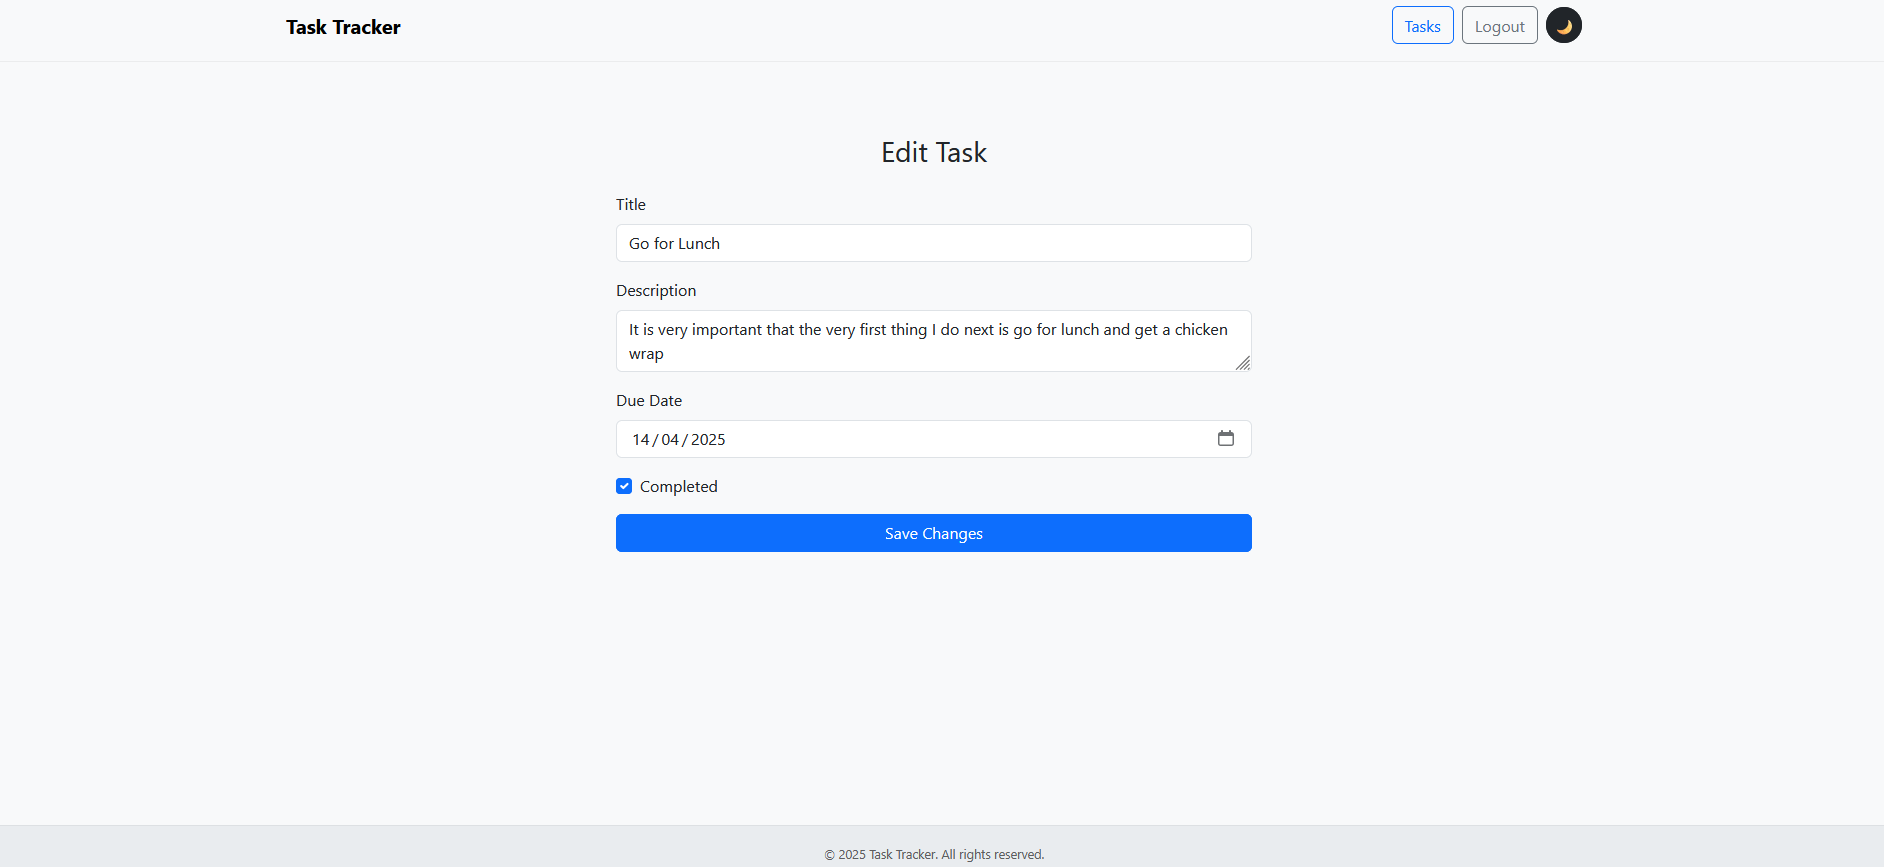 Task Tracker
Tasks
Logout
Edit Task
Title
Go for Lunch
Description
It is very important that the very first thing I do next is go for lunch and get a chicken
wrap
Due Date
14/04/2025
Completed
Save Changes
© 2025 Task Tracker. All rights reserved.